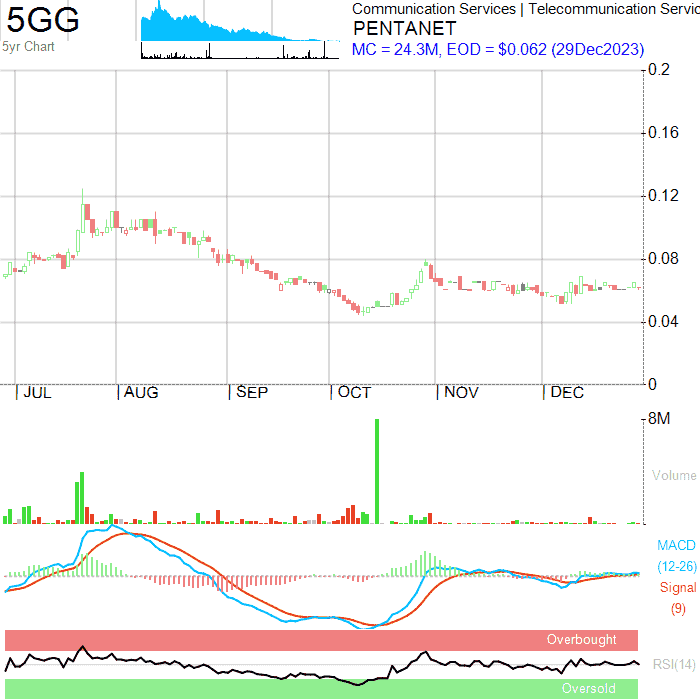 5GG
5yr Chart
Communication Services | Telecommunication Servic
PENTANET
MC = 24.3M, EOD = $0.062 (29Dec2023)
0.2
0.16
0.12
0.08
0.04
0
| JUL | AUG | SEP | OCT | NOV | DEC
8M
Volume
MACD
(12-26)
Signal
(9)
Overbought
RSI(14)
Oversold